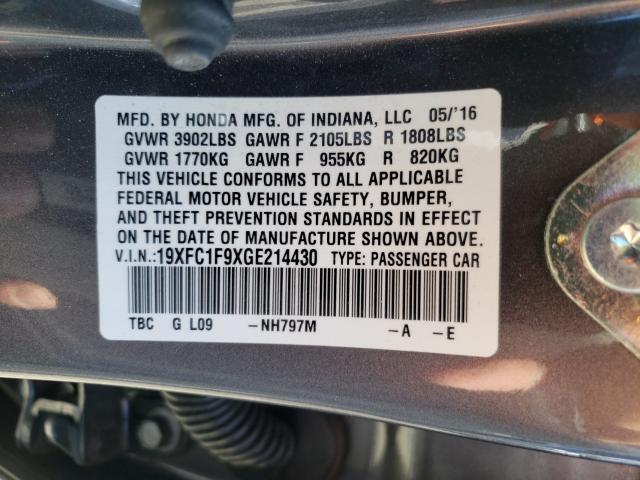 MFD. BY HONDA MFG. OF INDIANA, LLC 05/'16
GVWR 3902LBS GAWR F 2105LBS R 1808LBS
GVWR 1770KG GAWR F 955KG R 820KG
THIS VEHICLE CONFORMS TO ALL APPLICABLE
FEDERAL MOTOR VEHICLE SAFETY, BUMPER,
AND THEFT PREVENTION STANDARDS IN EFFECT
ON THE DATE OF MANUFACTURE SHOWN ABOVE.
V.I.N.:19XFC1F9XGE214430 TYPE: PASSENGER CAR
TBC G L09 -NH797M -A -E